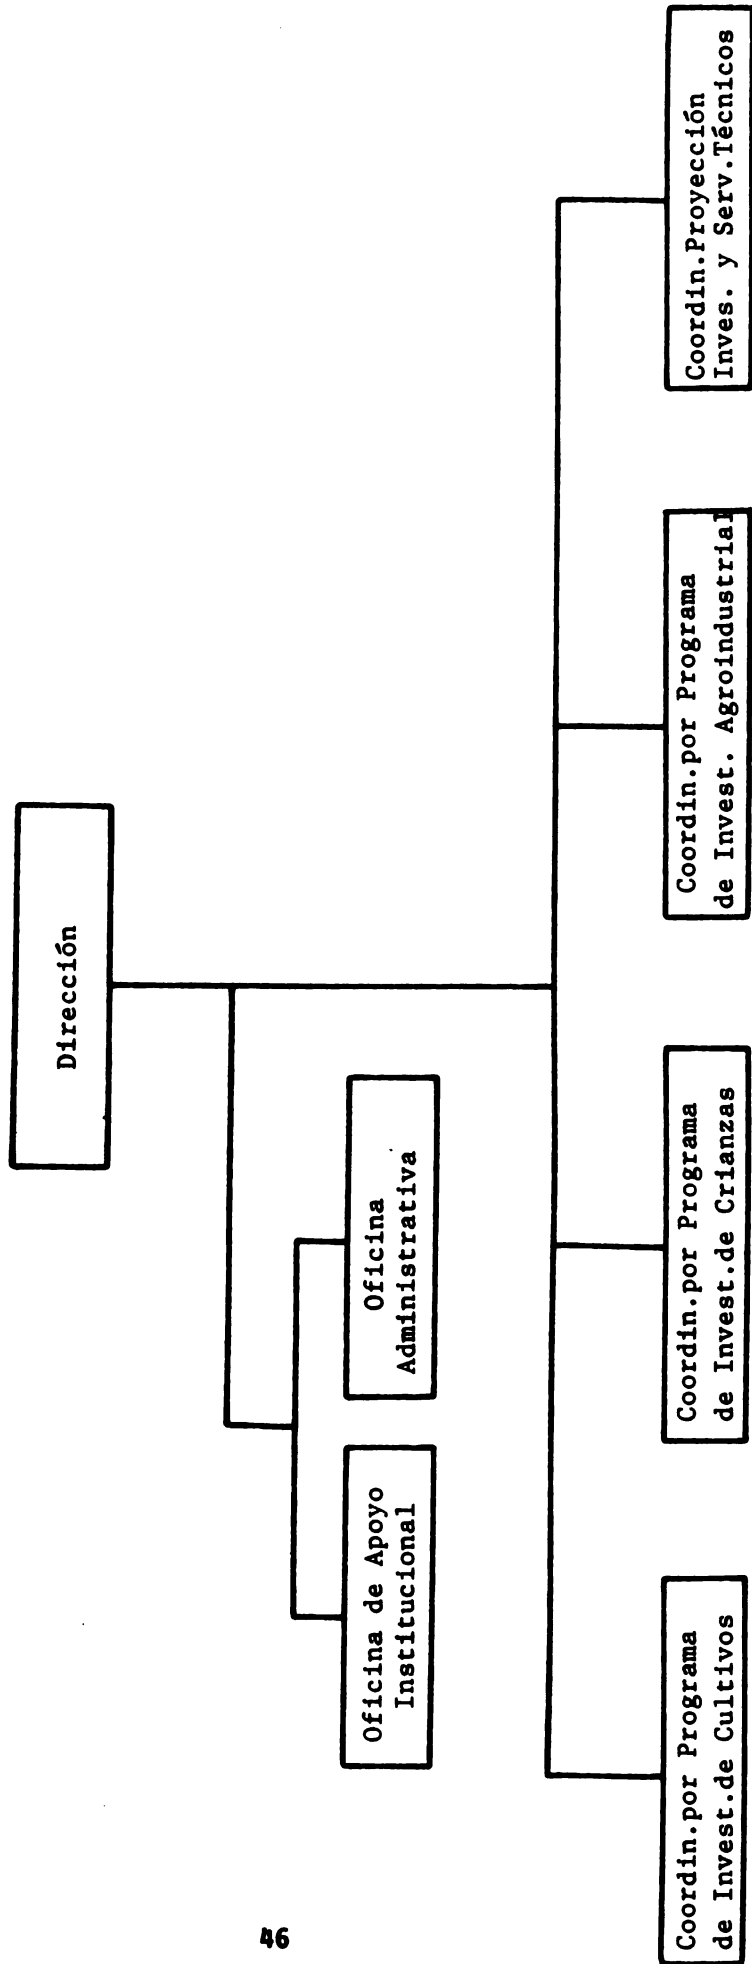 Dirección
Oficina de Apoyo
Institucional
Oficina
Administrativa
Coordin.por Programa
de Invest.de Cultivos
Coordin.por Programa
de Invest.de Crianzas
Coordin.por Programa
de Invest. Agroindustrial
Coordin.Proyección
Inves. y Serv.Técnicos
46